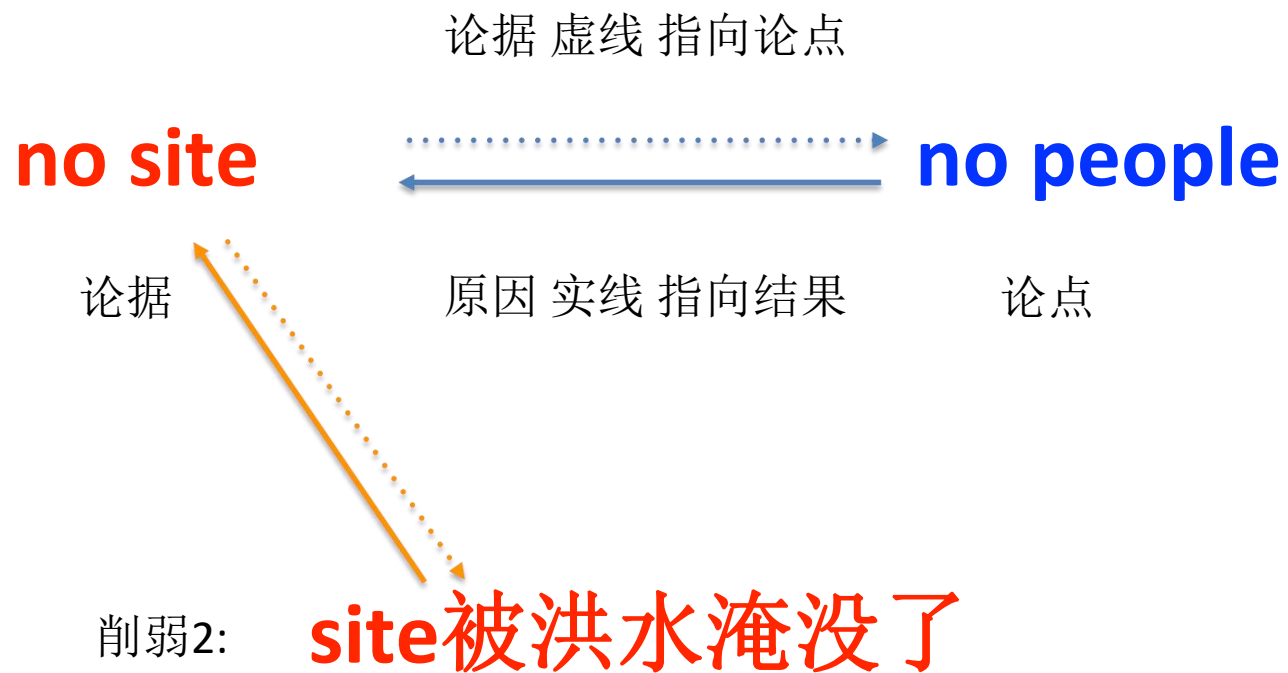 论据 虚线 指向论点
no site
no people
论据
原因 实线 指向结果
论点
削弱2:
site被洪水淹没了